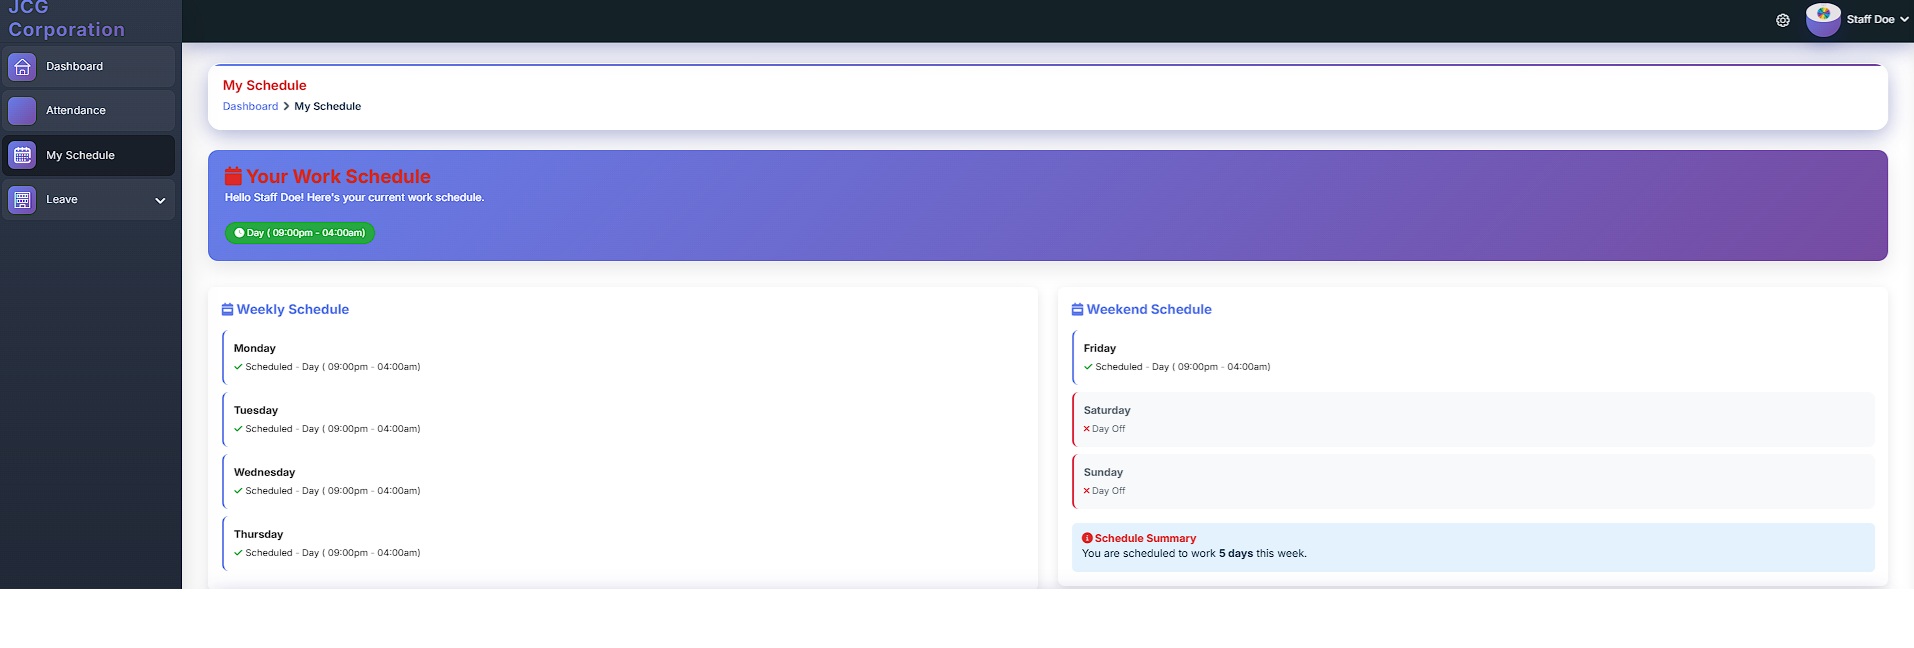 JCG
Corporation
Staff Doe
Dashboard
Attendance
My Schedule
Leave
My Schedule
Dashboard My Schedule
Your Work Schedule
Hello Staff Doe! Here's your current work schedule.
Day ( 09:00pm - 04:00am)
Weekly Schedule
Monday
Scheduled - Day ( 09:00pm - 04:00am)
Tuesday
Scheduled - Day ( 09:00pm - 04:00am)
Wednesday
Scheduled - Day ( 09:00pm - 04:00am)
Thursday
Scheduled - Day ( 09:00pm - 04:00am)
Weekend Schedule
Friday
Scheduled - Day ( 09:00pm - 04:00am)
Saturday
Day Off
Sunday
Day Off
Schedule Summary
You are scheduled to work 5 days this week.